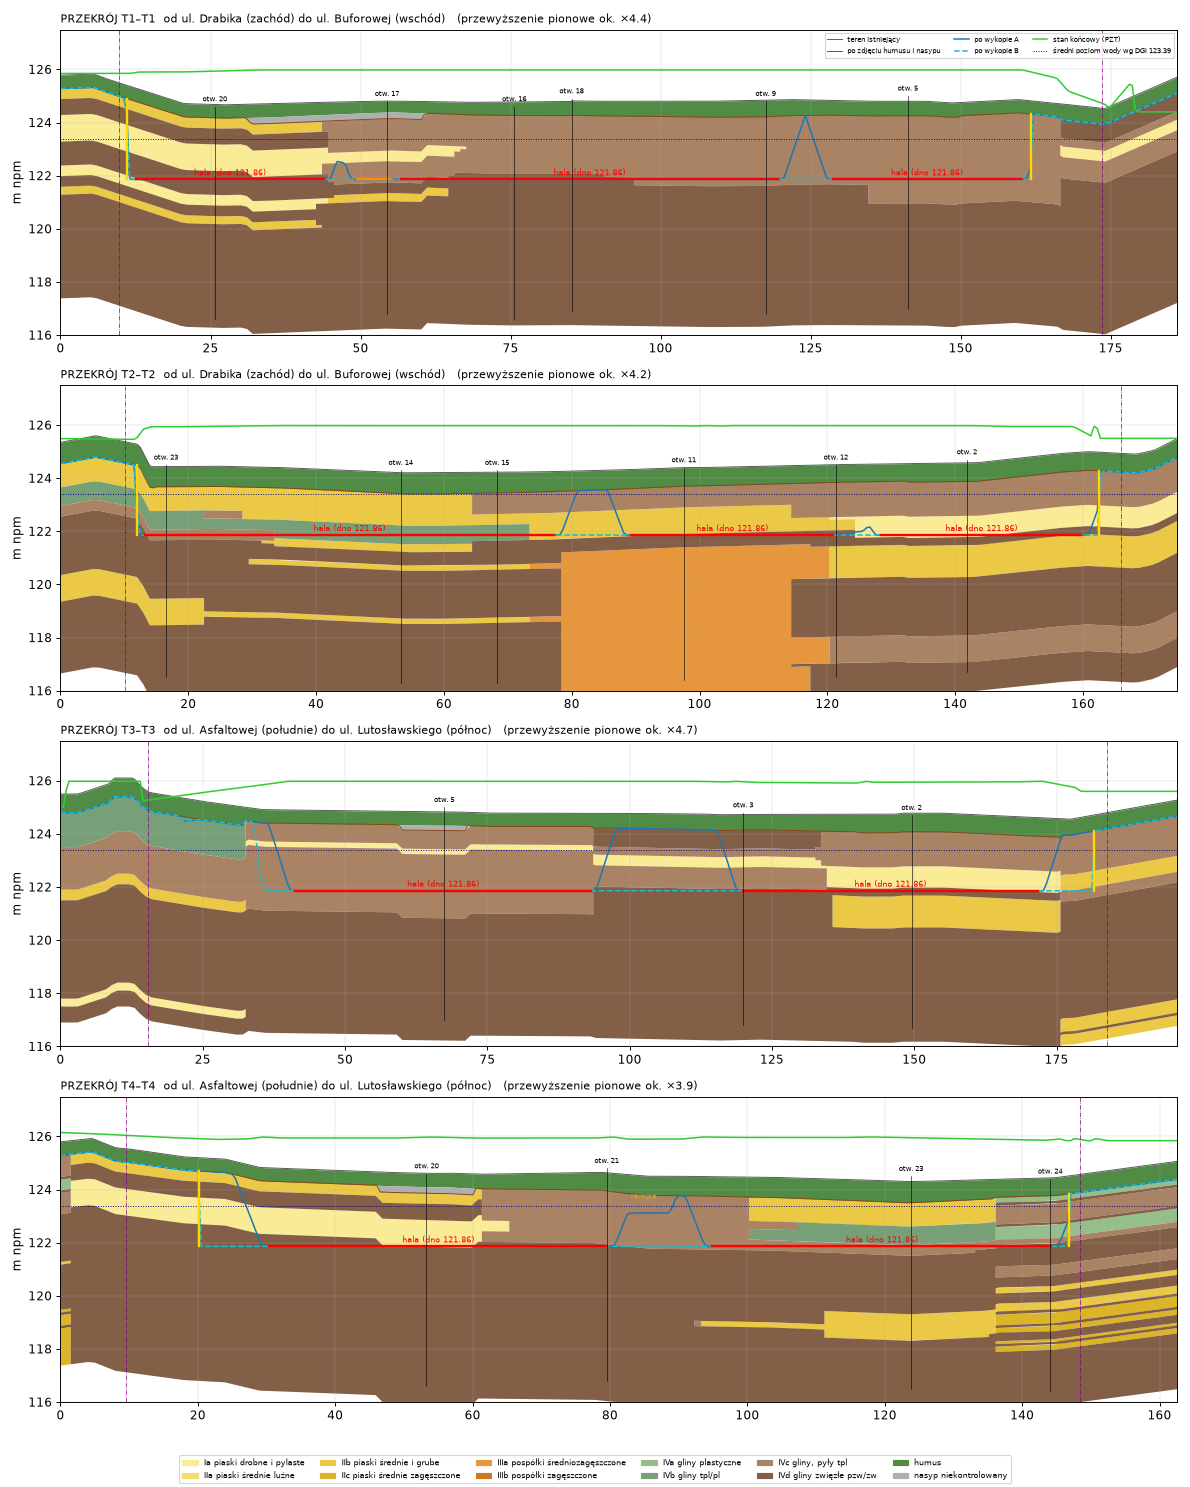 PRZEKRÓJ T1–T1 od ul. Drabika (zachód) do ul. Buforowej (wschód) (przewyższenie pionowe ok. ×4.4)
teren istniejący
po zdjęciu humusu i nasypu
po wykopie A
po wykopie B
stan końcowy (PZT)
średni poziom wody wg DGI 123.39
m npm
126
124
122
120
118
116
otw. 20
otw. 17
otw. 16
otw. 18
otw. 9
otw. 5
hala (dno 121.86)
hala (dno 121.86)
hala (dno 121.86)
0 25 50 75 100 125 150 175
PRZEKRÓJ T2–T2 od ul. Drabika (zachód) do ul. Buforowej (wschód) (przewyższenie pionowe ok. ×4.2)
m npm
126
124
122
120
118
116
otw. 23
otw. 14
otw. 15
otw. 11
otw. 12
otw. 2
hala (dno 121.86)
hala (dno 121.86)
hala (dno 121.86)
0 20 40 60 80 100 120 140 160
PRZEKRÓJ T3–T3 od ul. Asfaltowej (południe) do ul. Lutosławskiego (północ) (przewyższenie pionowe ok. ×4.7)
m npm
126
124
122
120
118
116
otw. 5
otw. 3
otw. 2
hala (dno 121.86)
hala (dno 121.86)
0 25 50 75 100 125 150 175
PRZEKRÓJ T4–T4 od ul. Asfaltowej (południe) do ul. Lutosławskiego (północ) (przewyższenie pionowe ok. ×3.9)
m npm
126
124
122
120
118
116
otw. 20
otw. 21
otw. 23
otw. 24
rampa
hala (dno 121.86)
hala (dno 121.86)
0 20 40 60 80 100 120 140 160
Ia piaski drobne i pylaste
IIa piaski średnie luźne
IIb piaski średnie i grube
IIc piaski średnie zagęszczone
IIIa pospółki średniozagęszczone
IIIb pospółki zagęszczone
IVa gliny plastyczne
IVb gliny tpl/pl
IVc gliny, pyły tpl
IVd gliny zwięzłe pzw/zw
humus
nasyp niekontrolowany